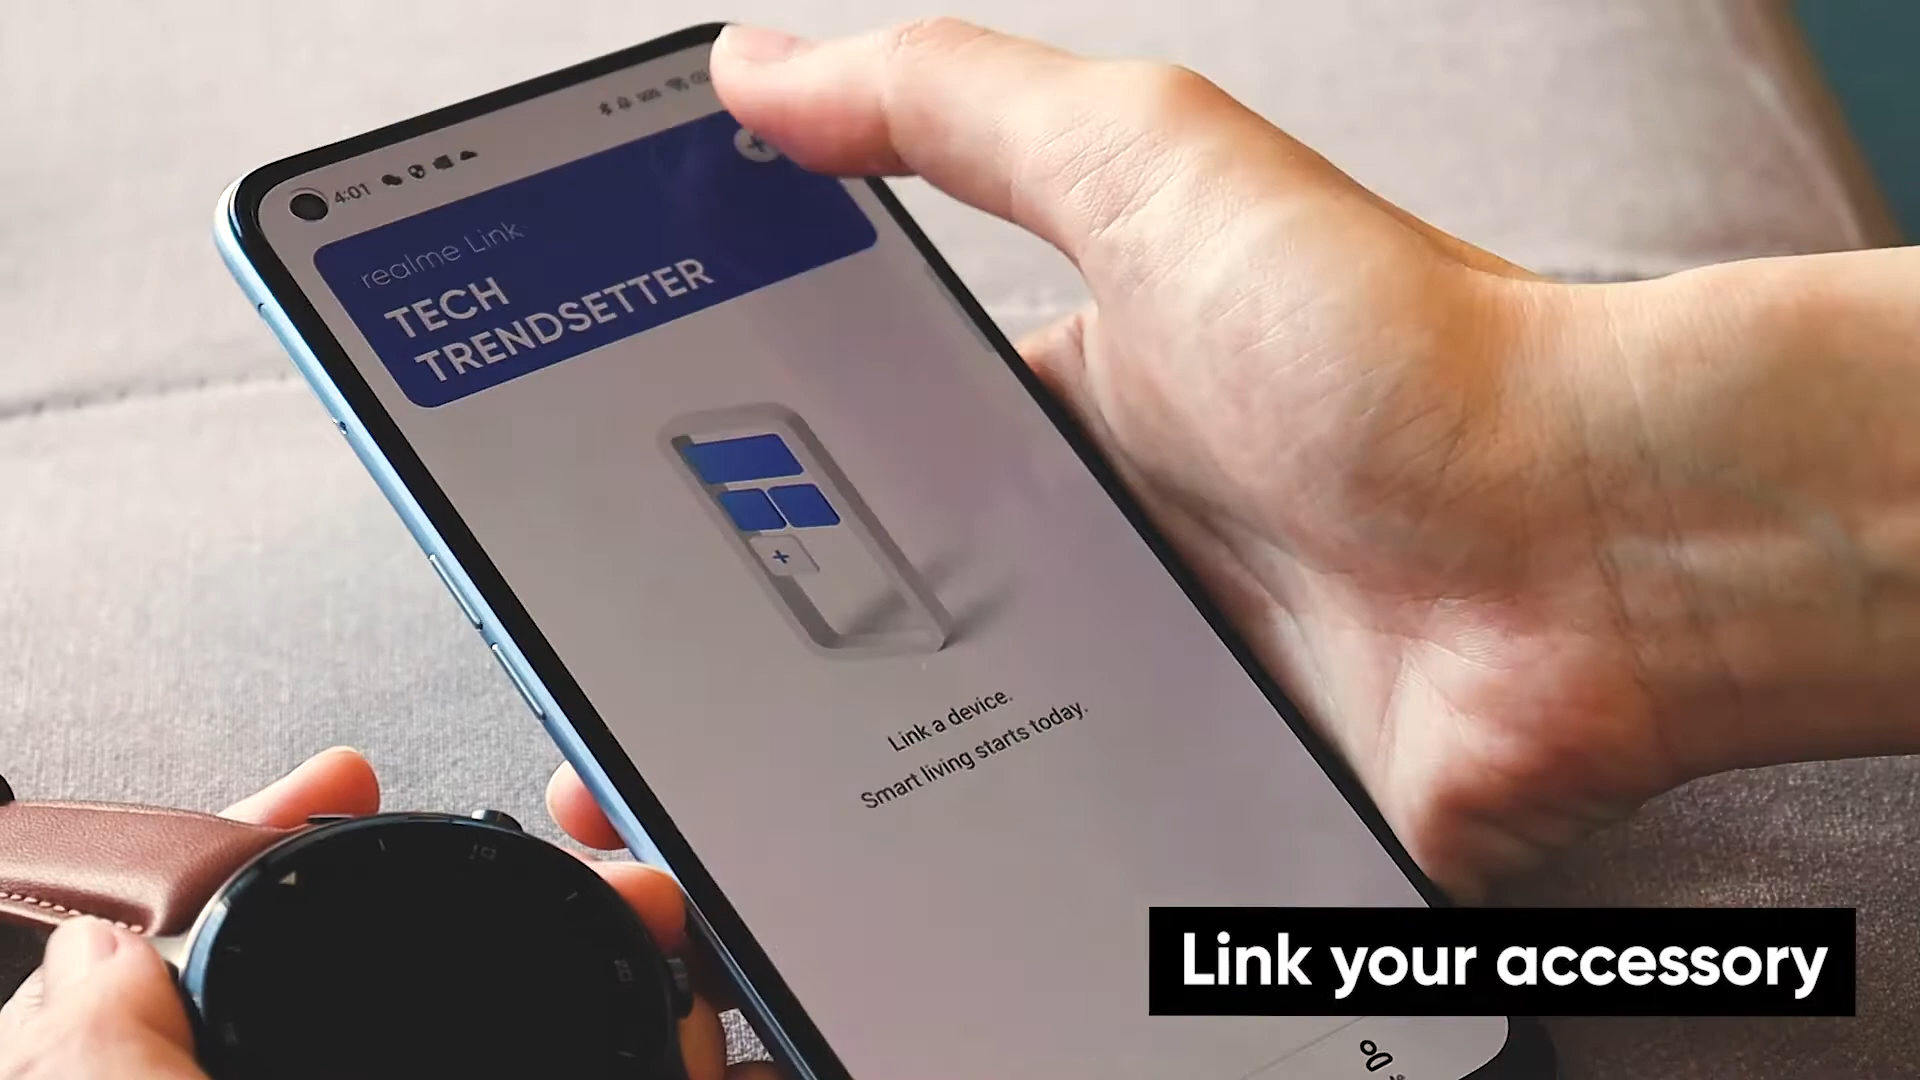 4:01
realme Link
TECH
TRENDSETTER
Link a device.
Smart living starts today.
Link your accessory